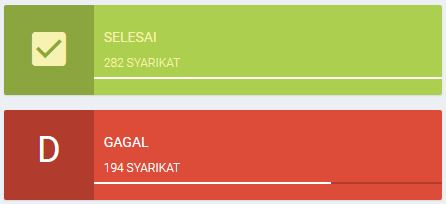 SELESAI
282 SYARIKAT
D
GAGAL
194 SYARIKAT